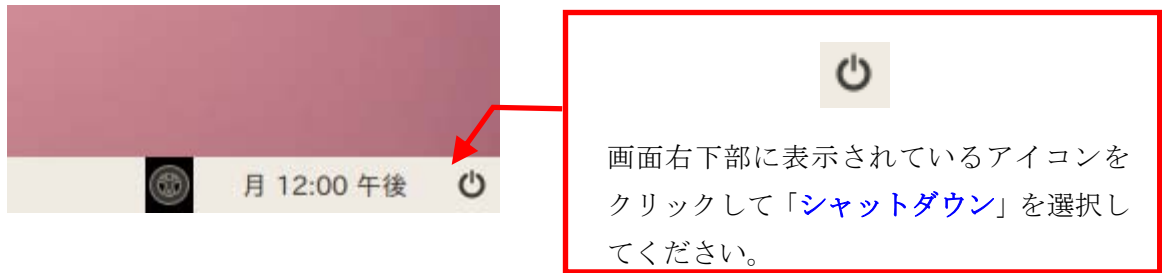 月 12:00 午後
画面右下部に表示されているアイコンを
クリックして「シャットダウン」を選択し
てください。